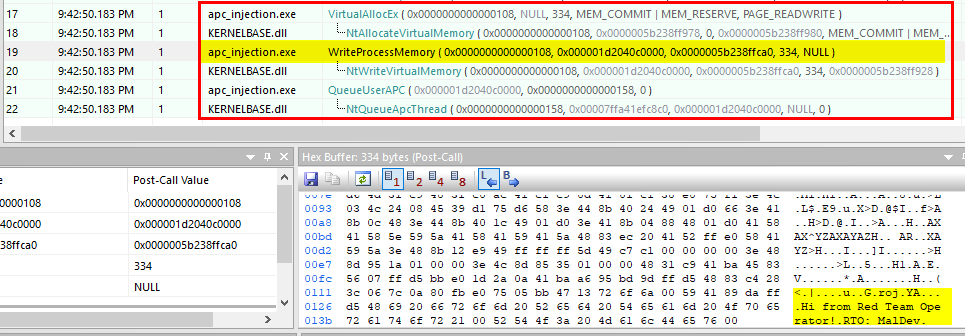 17 9:42:50.183 PM 1 apc_injection.exe VirtualAllocEx ( 0x0000000000000108, NULL, 334, MEM_COMMIT | MEM_RESERVE, PAGE_READWRITE )
18 9:42:50.183 PM 1 KERNELBASE.dll NtAllocateVirtualMemory ( 0x0000000000000108, 0x0000005b238ff978, 0, 0x0000005b238ff980, MEM_COMMIT | MEM_...
19 9:42:50.183 PM 1 apc_injection.exe WriteProcessMemory ( 0x0000000000000108, 0x000001d2040c0000, 0x0000005b238ffca0, 334, NULL )
20 9:42:50.183 PM 1 KERNELBASE.dll NtWriteVirtualMemory ( 0x0000000000000108, 0x000001d2040c0000, 0x0000005b238ffca0, 334, 0x0000005b238ff928 )
21 9:42:50.183 PM 1 apc_injection.exe QueueUserAPC ( 0x000001d2040c0000, 0x0000000000000158, 0 )
22 9:42:50.183 PM 1 KERNELBASE.dll NtQueueApcThread ( 0x0000000000000158, 0x00007ffa41efc8c0, 0x000001d2040c0000, NULL, 0 )
e Post-Call Value
00000108 0x0000000000000108
40c0000 0x000001d2040c0000
38ffca0 0x0000005b238ffca0
334
NULL
Hex Buffer: 334 bytes (Post-Call)
1 2 4 8 L B
0093 03 4c 24 08 45 39 d1 75 d6 58 3e 44 8b 40 24 49 01 d0 66 3e 41 .L$.E9.u.X>D.@$I..f>A
00a8 8b 0c 48 3e 44 8b 40 1c 49 01 d0 3e 41 8b 04 88 48 01 d0 41 58 ..H>D.@.I..>A...H..AX
00bd 41 58 5e 59 5a 41 58 41 59 41 5a 48 83 ec 20 41 52 ff e0 58 41 AX^YZAXAYAZH.. AR..XA
00d2 59 5a 3e 48 8b 12 e9 49 ff ff ff 5d 49 c7 c1 00 00 00 00 3e 48 YZ>H...I...]I......>H
00e7 8d 95 1a 01 00 00 3e 4c 8d 85 35 01 00 00 48 31 c9 41 ba 45 83 ......>L..5...H1.A.E.
00fc 56 07 ff d5 bb e0 1d 2a 0a 41 ba a6 95 bd 9d ff d5 48 83 c4 28 V......*.A.......H..(
0111 3c 06 7c 0a 80 fb e0 75 05 bb 47 13 72 6f 6a 00 59 41 89 da ff <.|....u..G.roj.YA...
0126 d5 48 69 20 66 72 6f 6d 20 52 65 64 20 54 65 61 6d 20 4f 70 65 .Hi from Red Team Ope
013b 72 61 74 6f 72 21 00 52 54 4f 3a 20 4d 61 6c 44 65 76 00 rator!.RTO: MalDev.